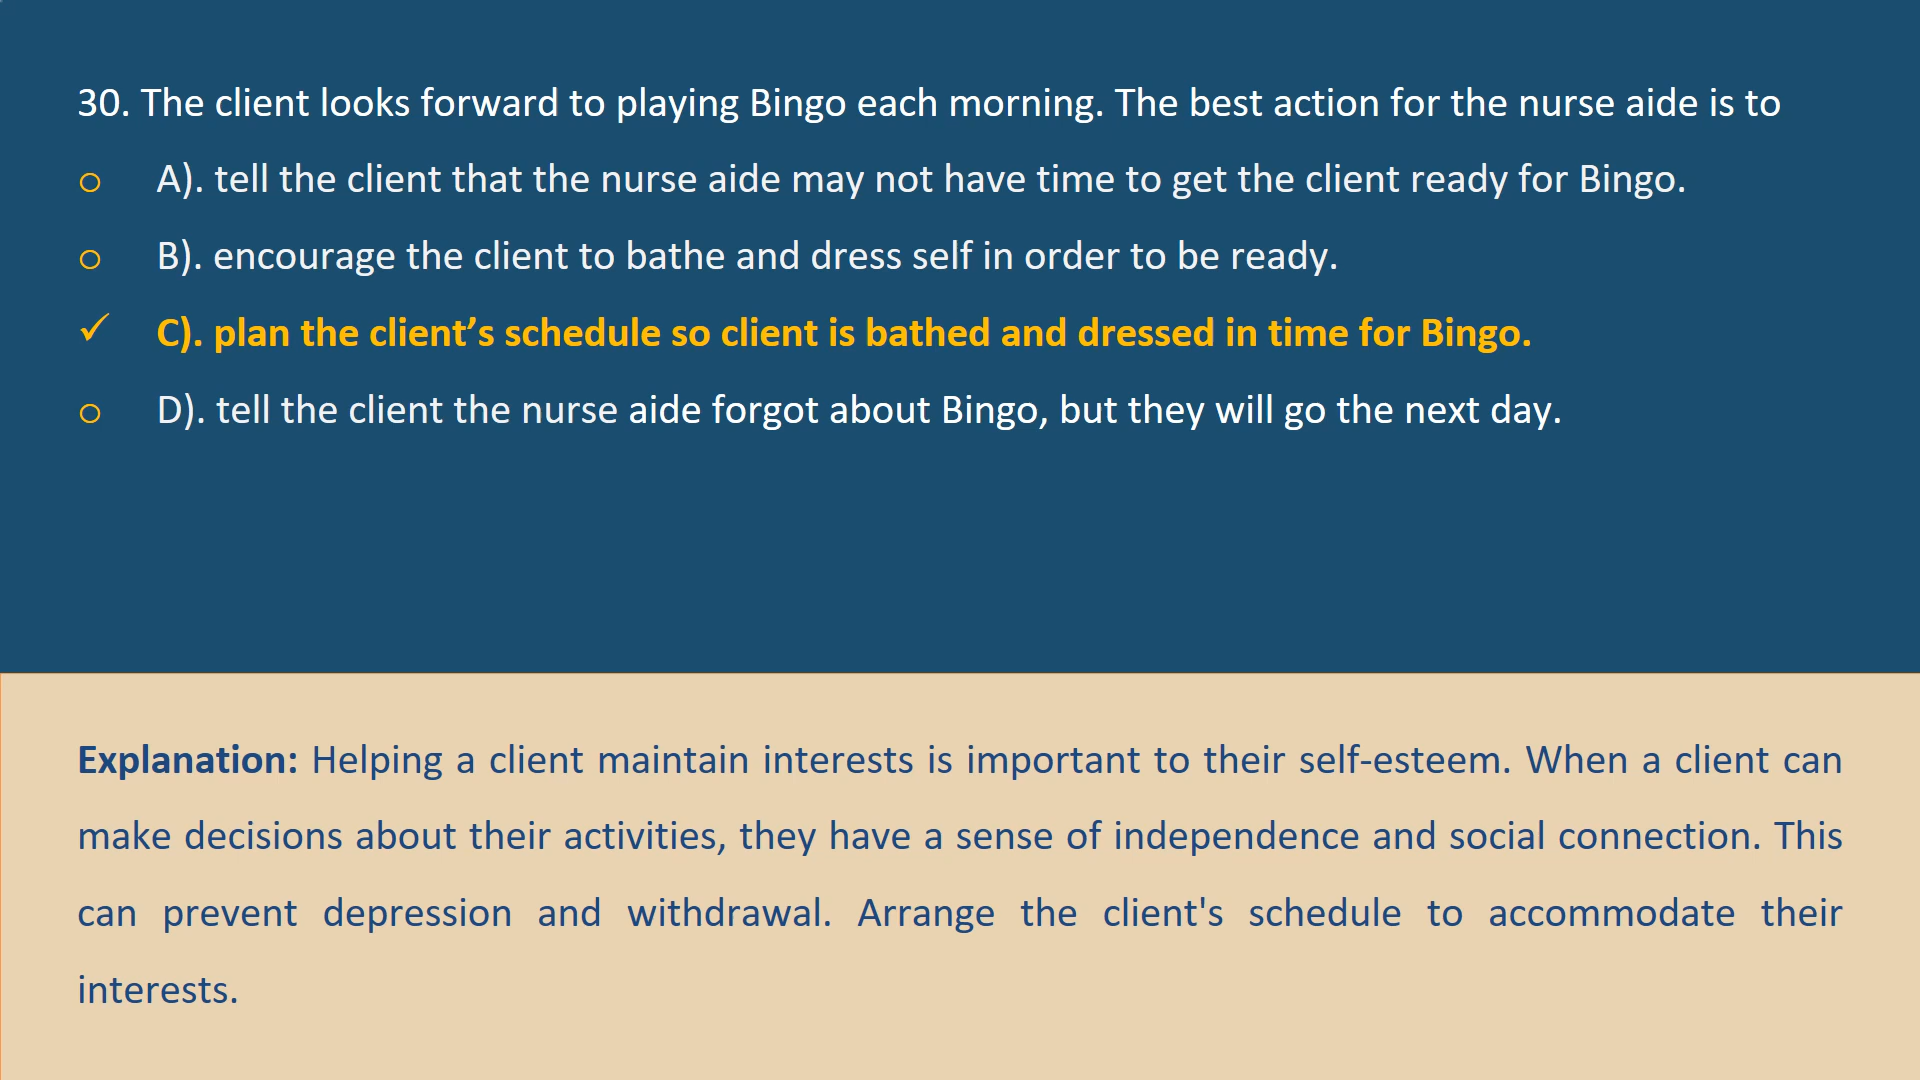 30. The client looks forward to playing Bingo each morning. The best action for the nurse aide is to
A). tell the client that the nurse aide may not have time to get the client ready for Bingo.
B). encourage the client to bathe and dress self in order to be ready.
C). plan the client’s schedule so client is bathed and dressed in time for Bingo.
D). tell the client the nurse aide forgot about Bingo, but they will go the next day.
Explanation: Helping a client maintain interests is important to their self-esteem. When a client can
make decisions about their activities, they have a sense of independence and social connection. This
can prevent depression and withdrawal. Arrange the client's schedule to accommodate their
interests.